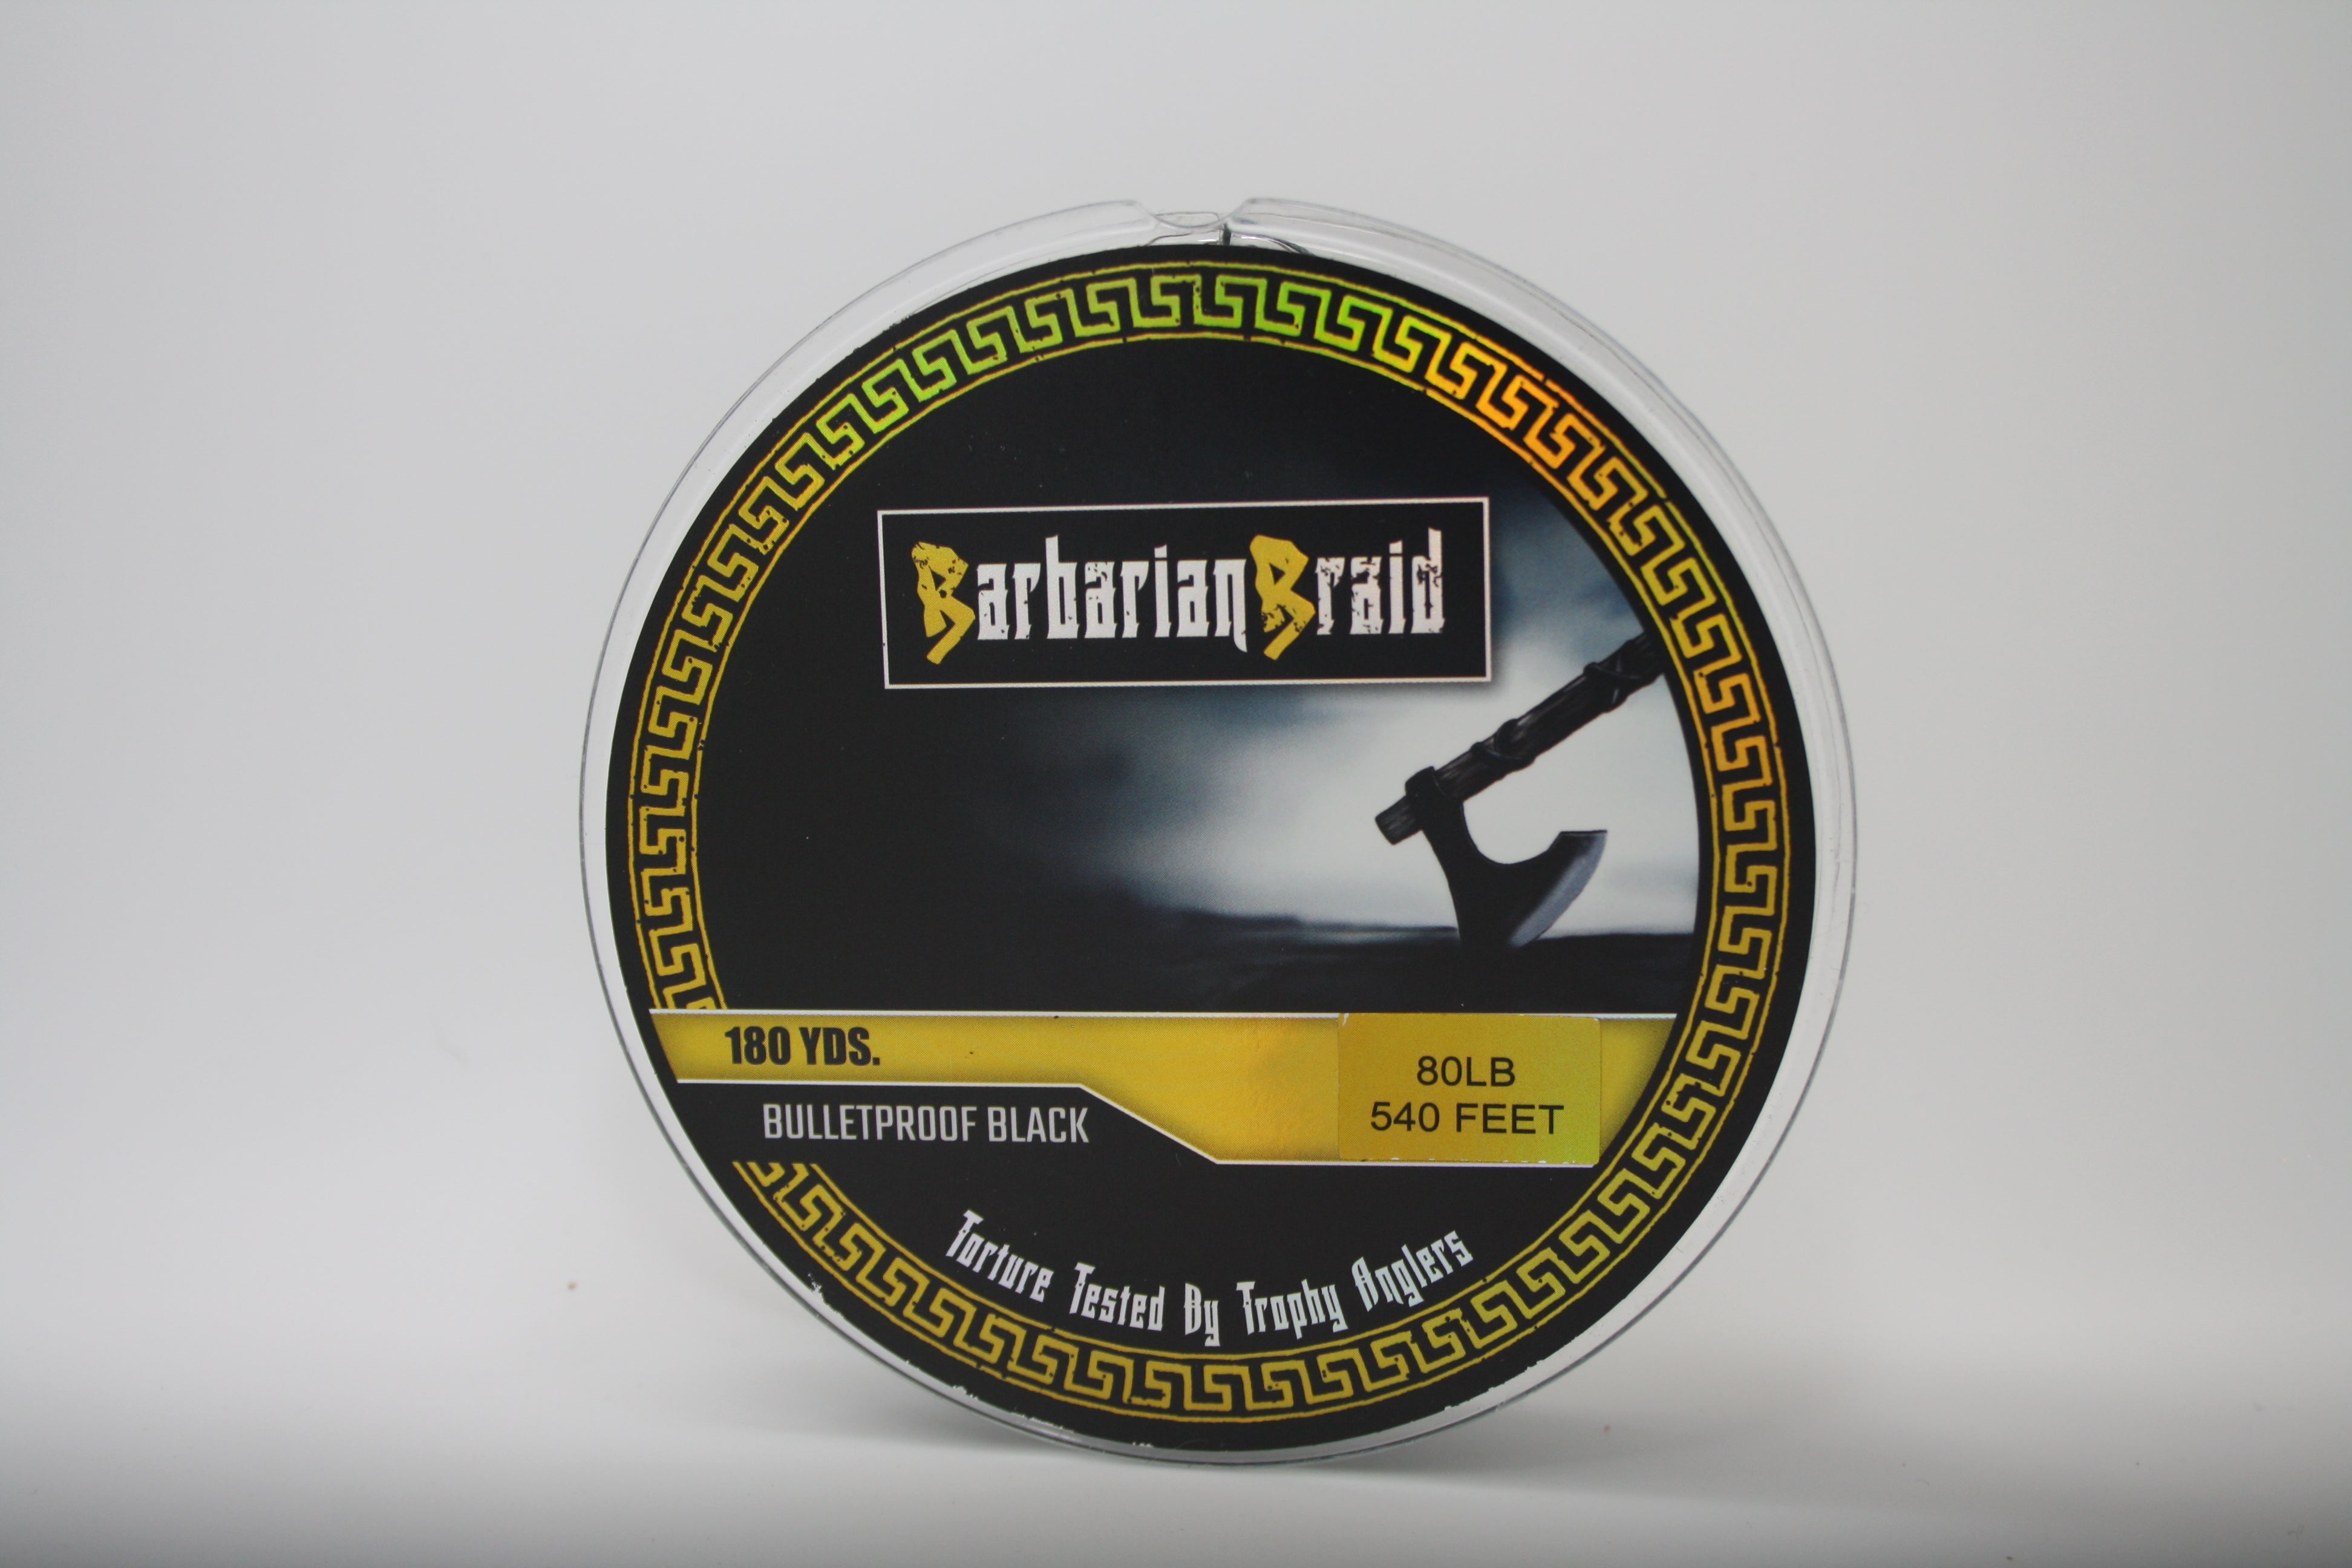 BarbarianBraid
180 YDS.
80LB
540 FEET
BULLETPROOF BLACK
Torture Tested By Trophy Anglers